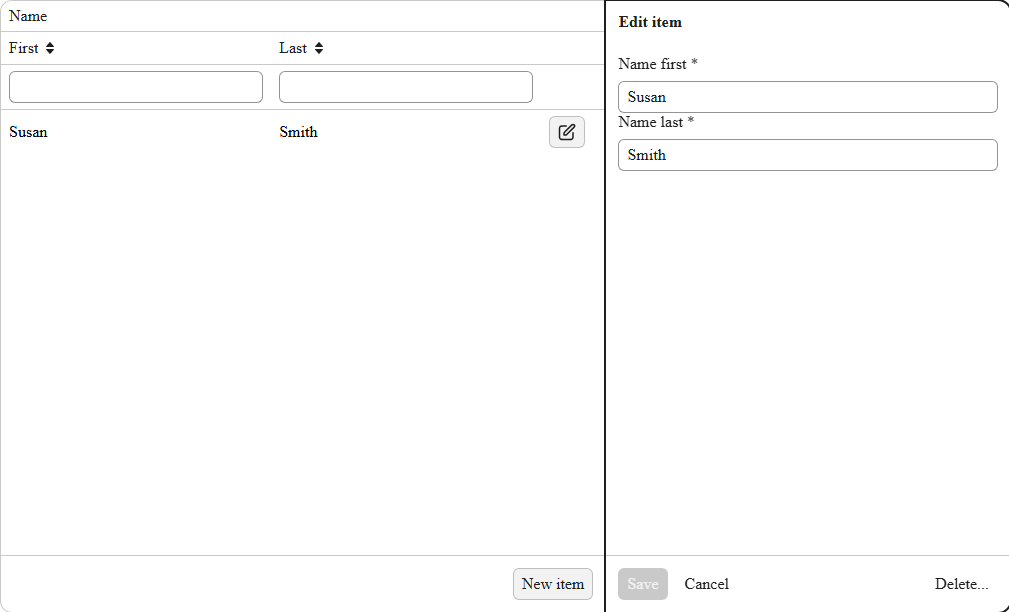 Name
First
Last
Susan
Smith
New item
Edit item
Name first *
Susan
Name last *
Smith
Save
Cancel
Delete...